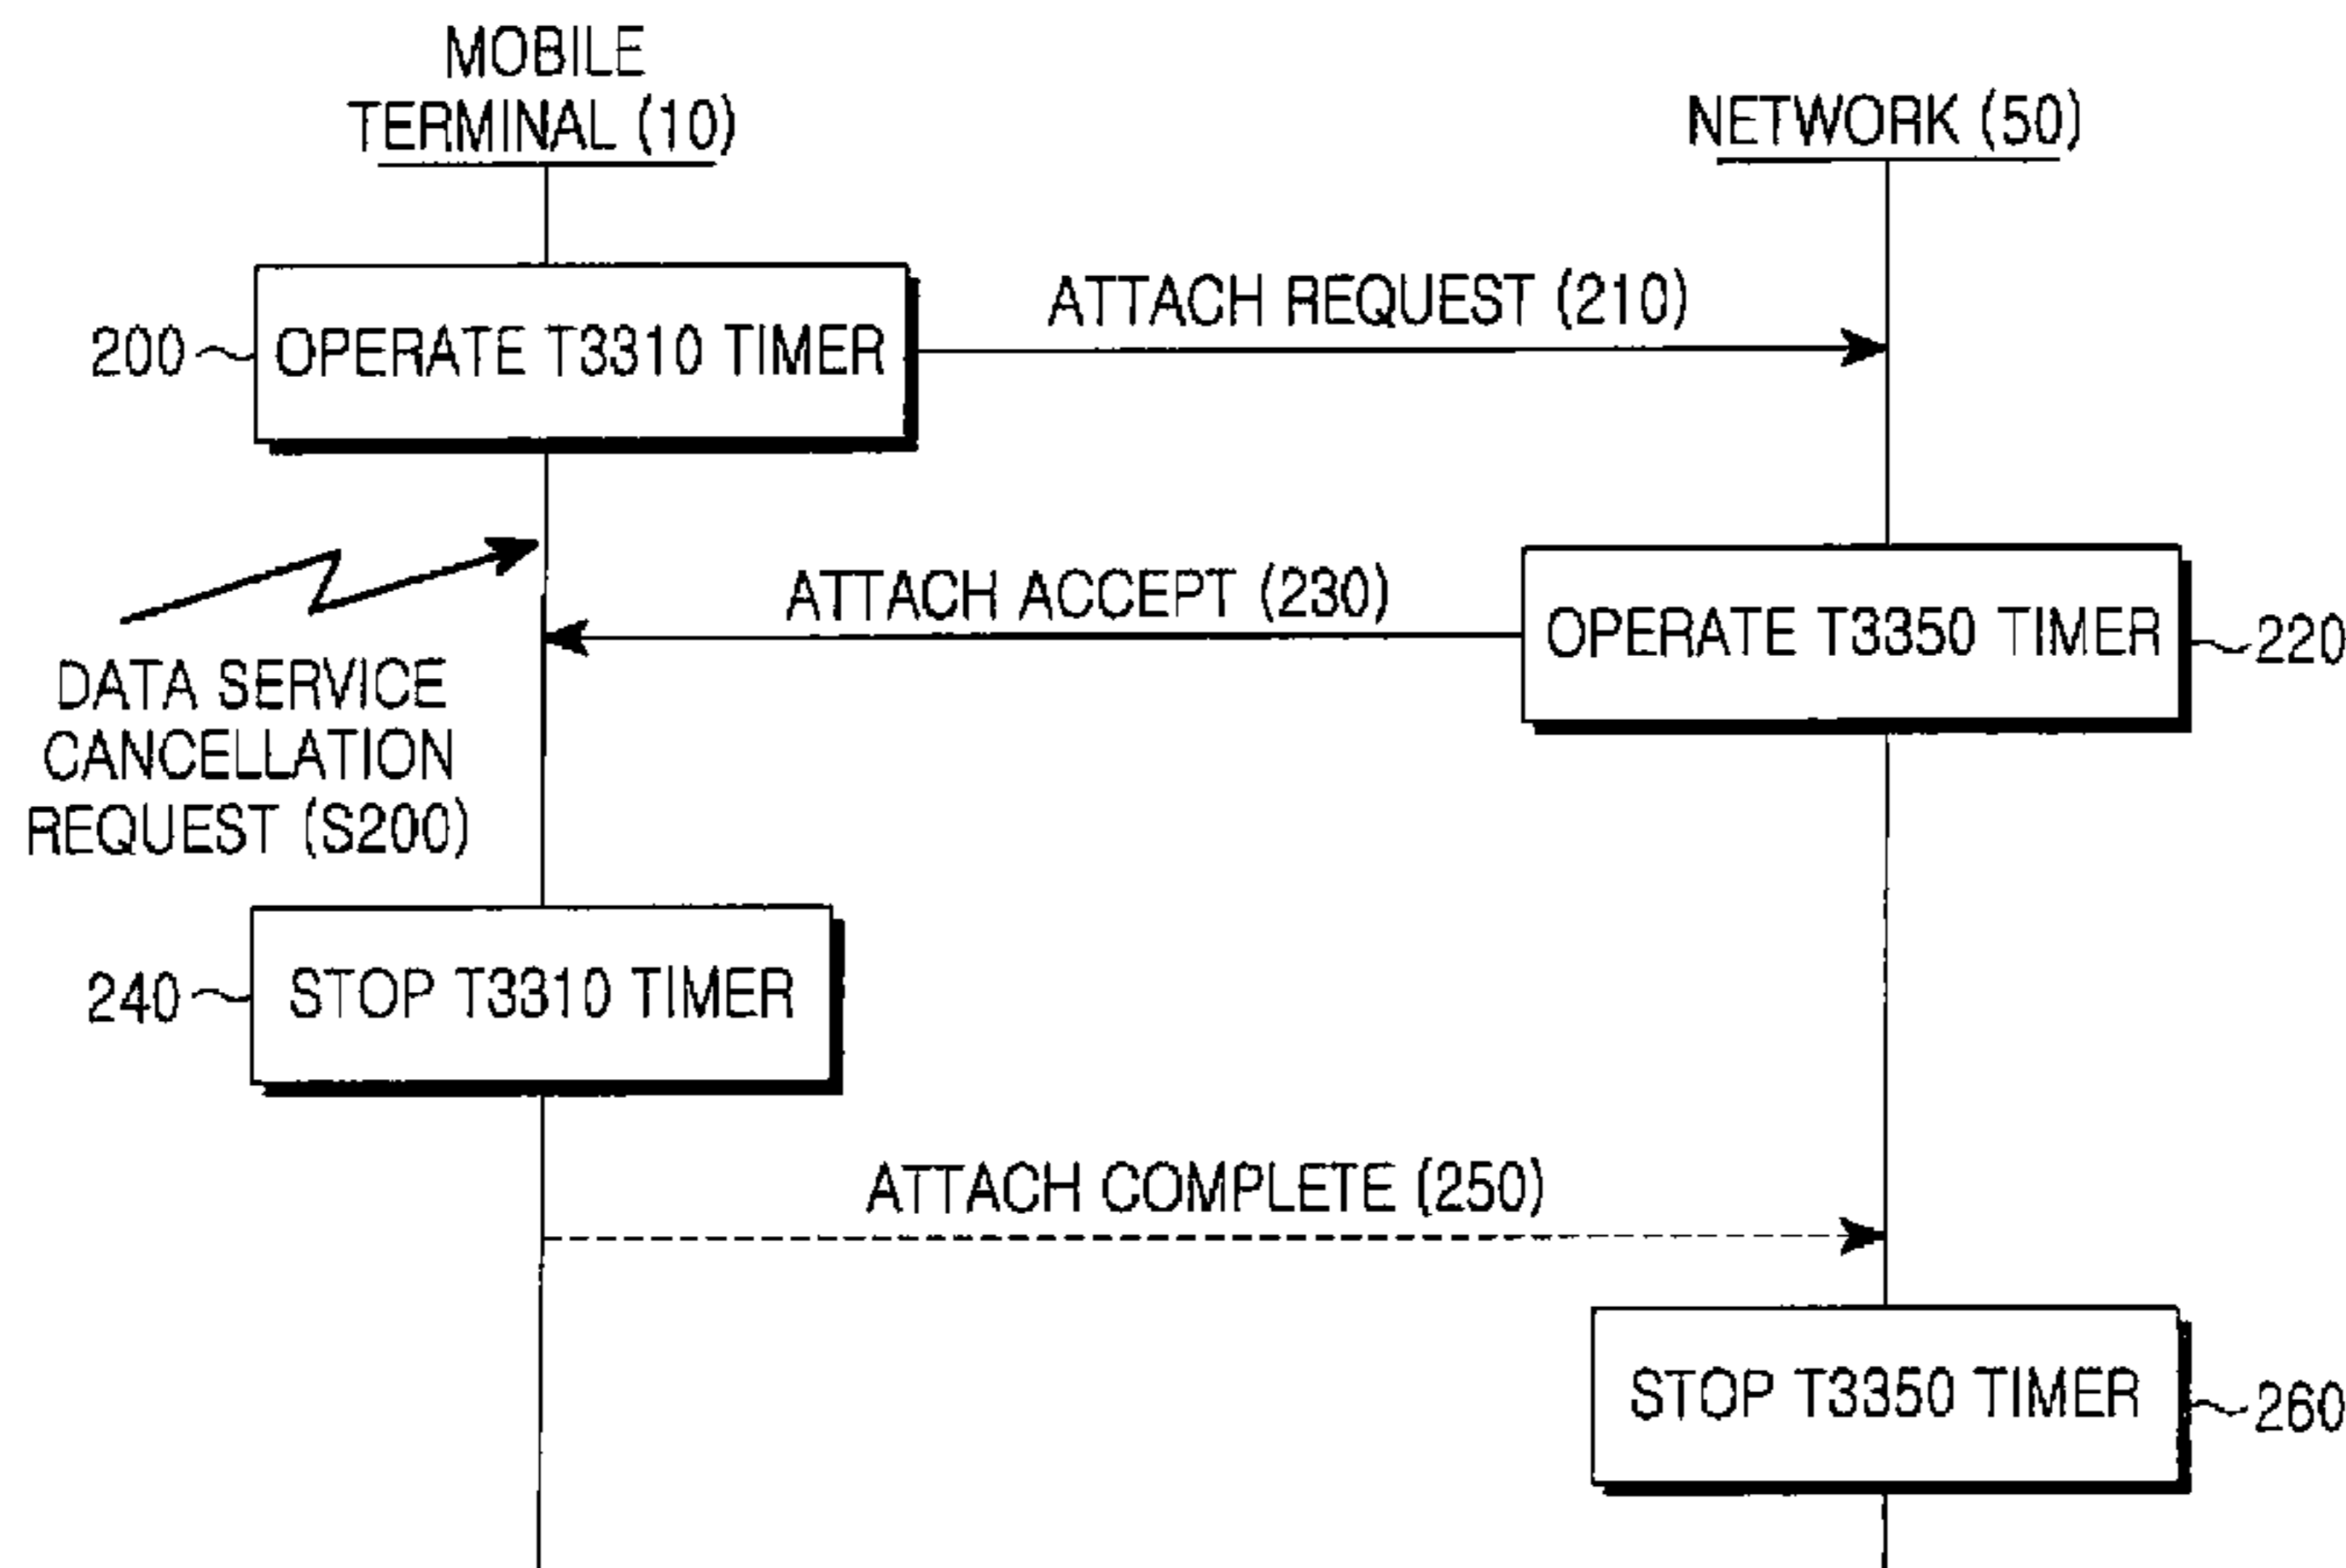 MOBILE
TERMINAL (10)
NETWORK (50)
ATTACH REQUEST (210)
200
OPERATE T3310 TIMER
ATTACH ACCEPT (230)
OPERATE T3350 TIMER
220
DATA SERVICE
CANCELLATION
REQUEST (S200)
240
STOP T3310 TIMER
ATTACH COMPLETE (250)
STOP T3350 TIMER
260